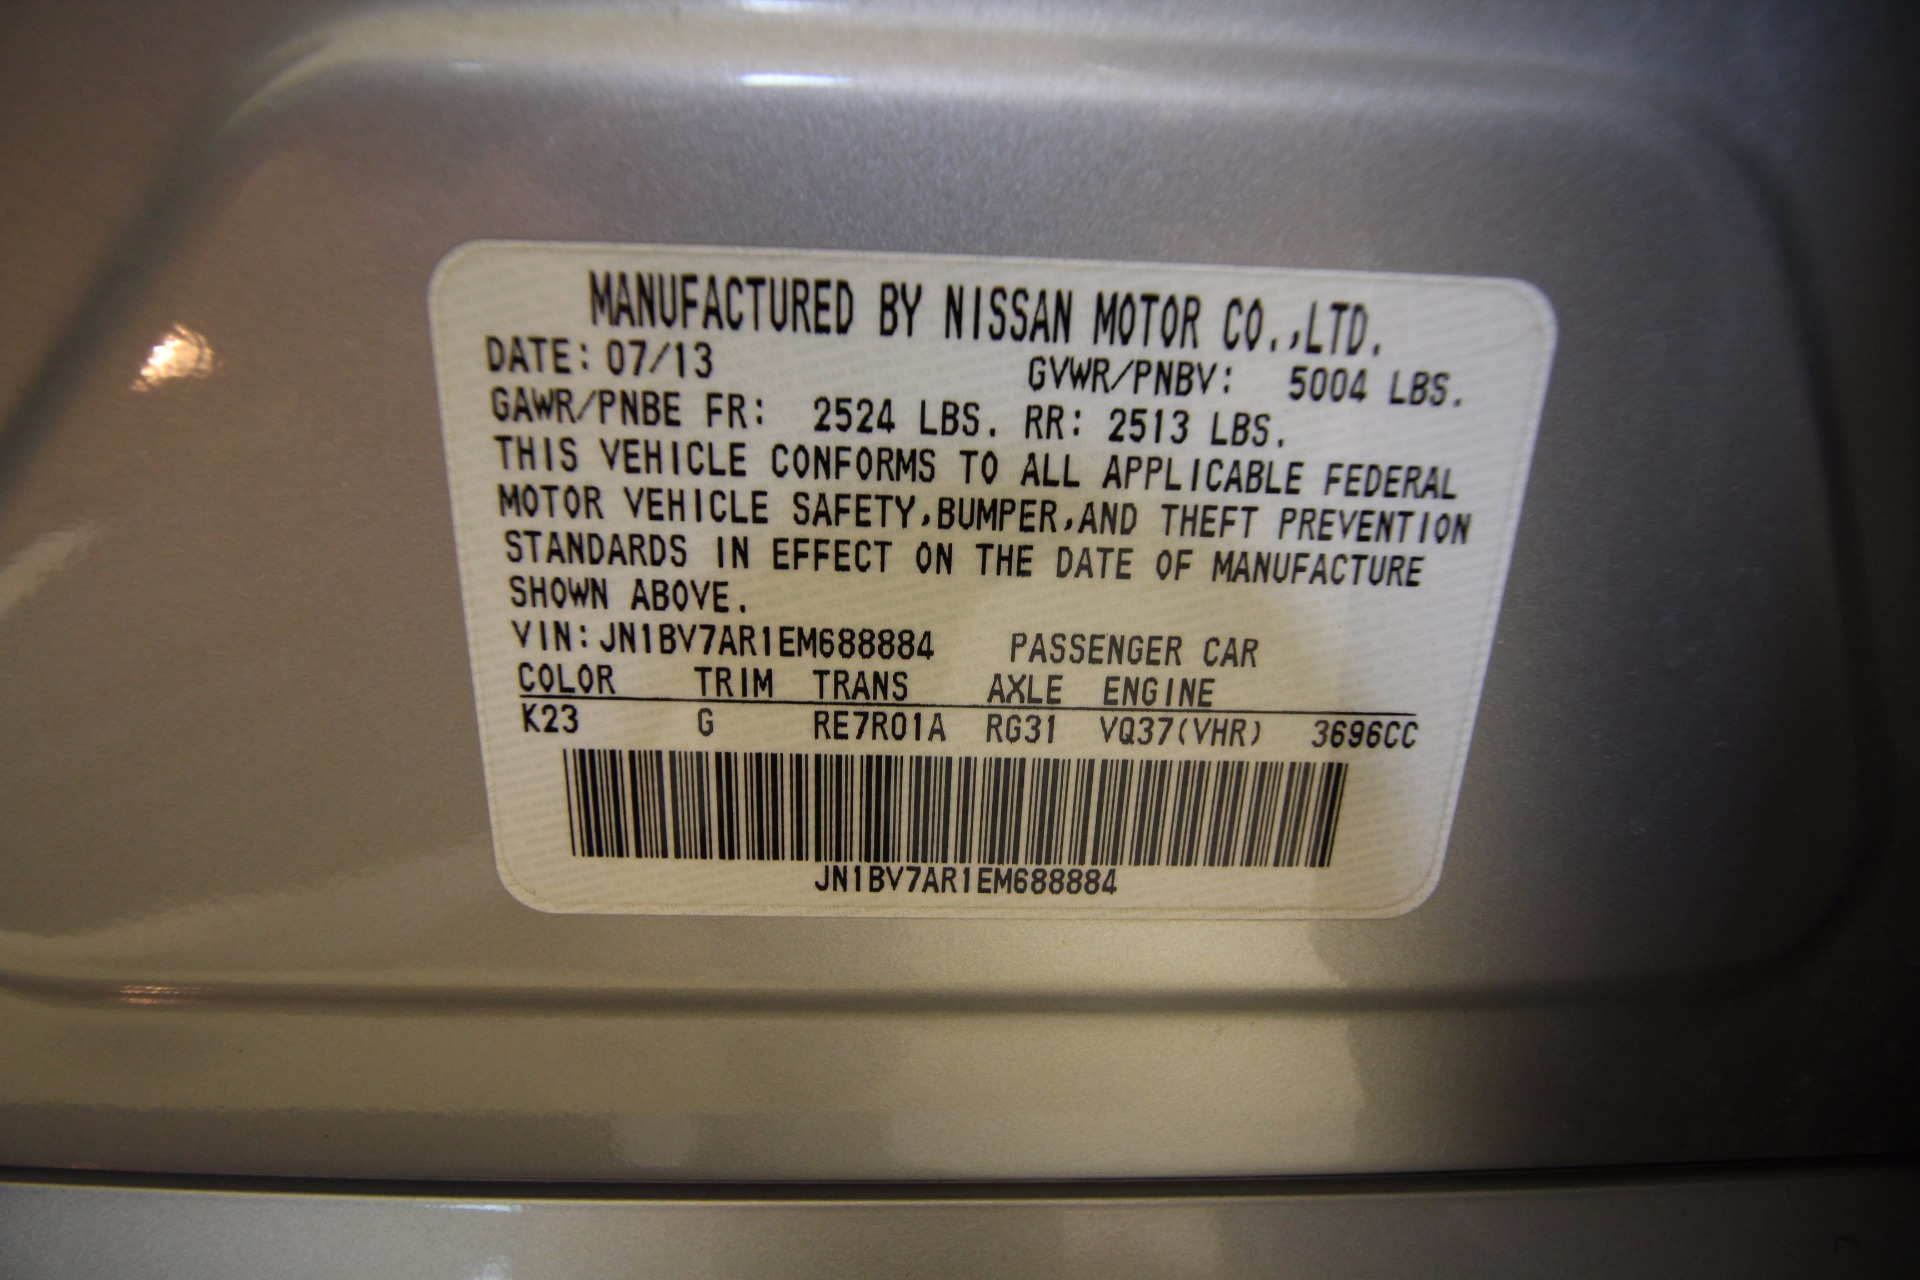 MANUFACTURED BY NISSAN MOTOR CO.,LTD.
DATE: 07/13 GVWR/PNBV: 5004 LBS.
GAWR/PNBE FR: 2524 LBS. RR: 2513 LBS.
THIS VEHICLE CONFORMS TO ALL APPLICABLE FEDERAL
MOTOR VEHICLE SAFETY,BUMPER,AND THEFT PREVENTION
STANDARDS IN EFFECT ON THE DATE OF MANUFACTURE
SHOWN ABOVE.
VIN:JN1BV7AR1EM688884 PASSENGER CAR
COLOR TRIM TRANS AXLE ENGINE
K23 G RE7R01A RG31 VQ37(VHR) 3696CC
JN1BV7AR1EM688884